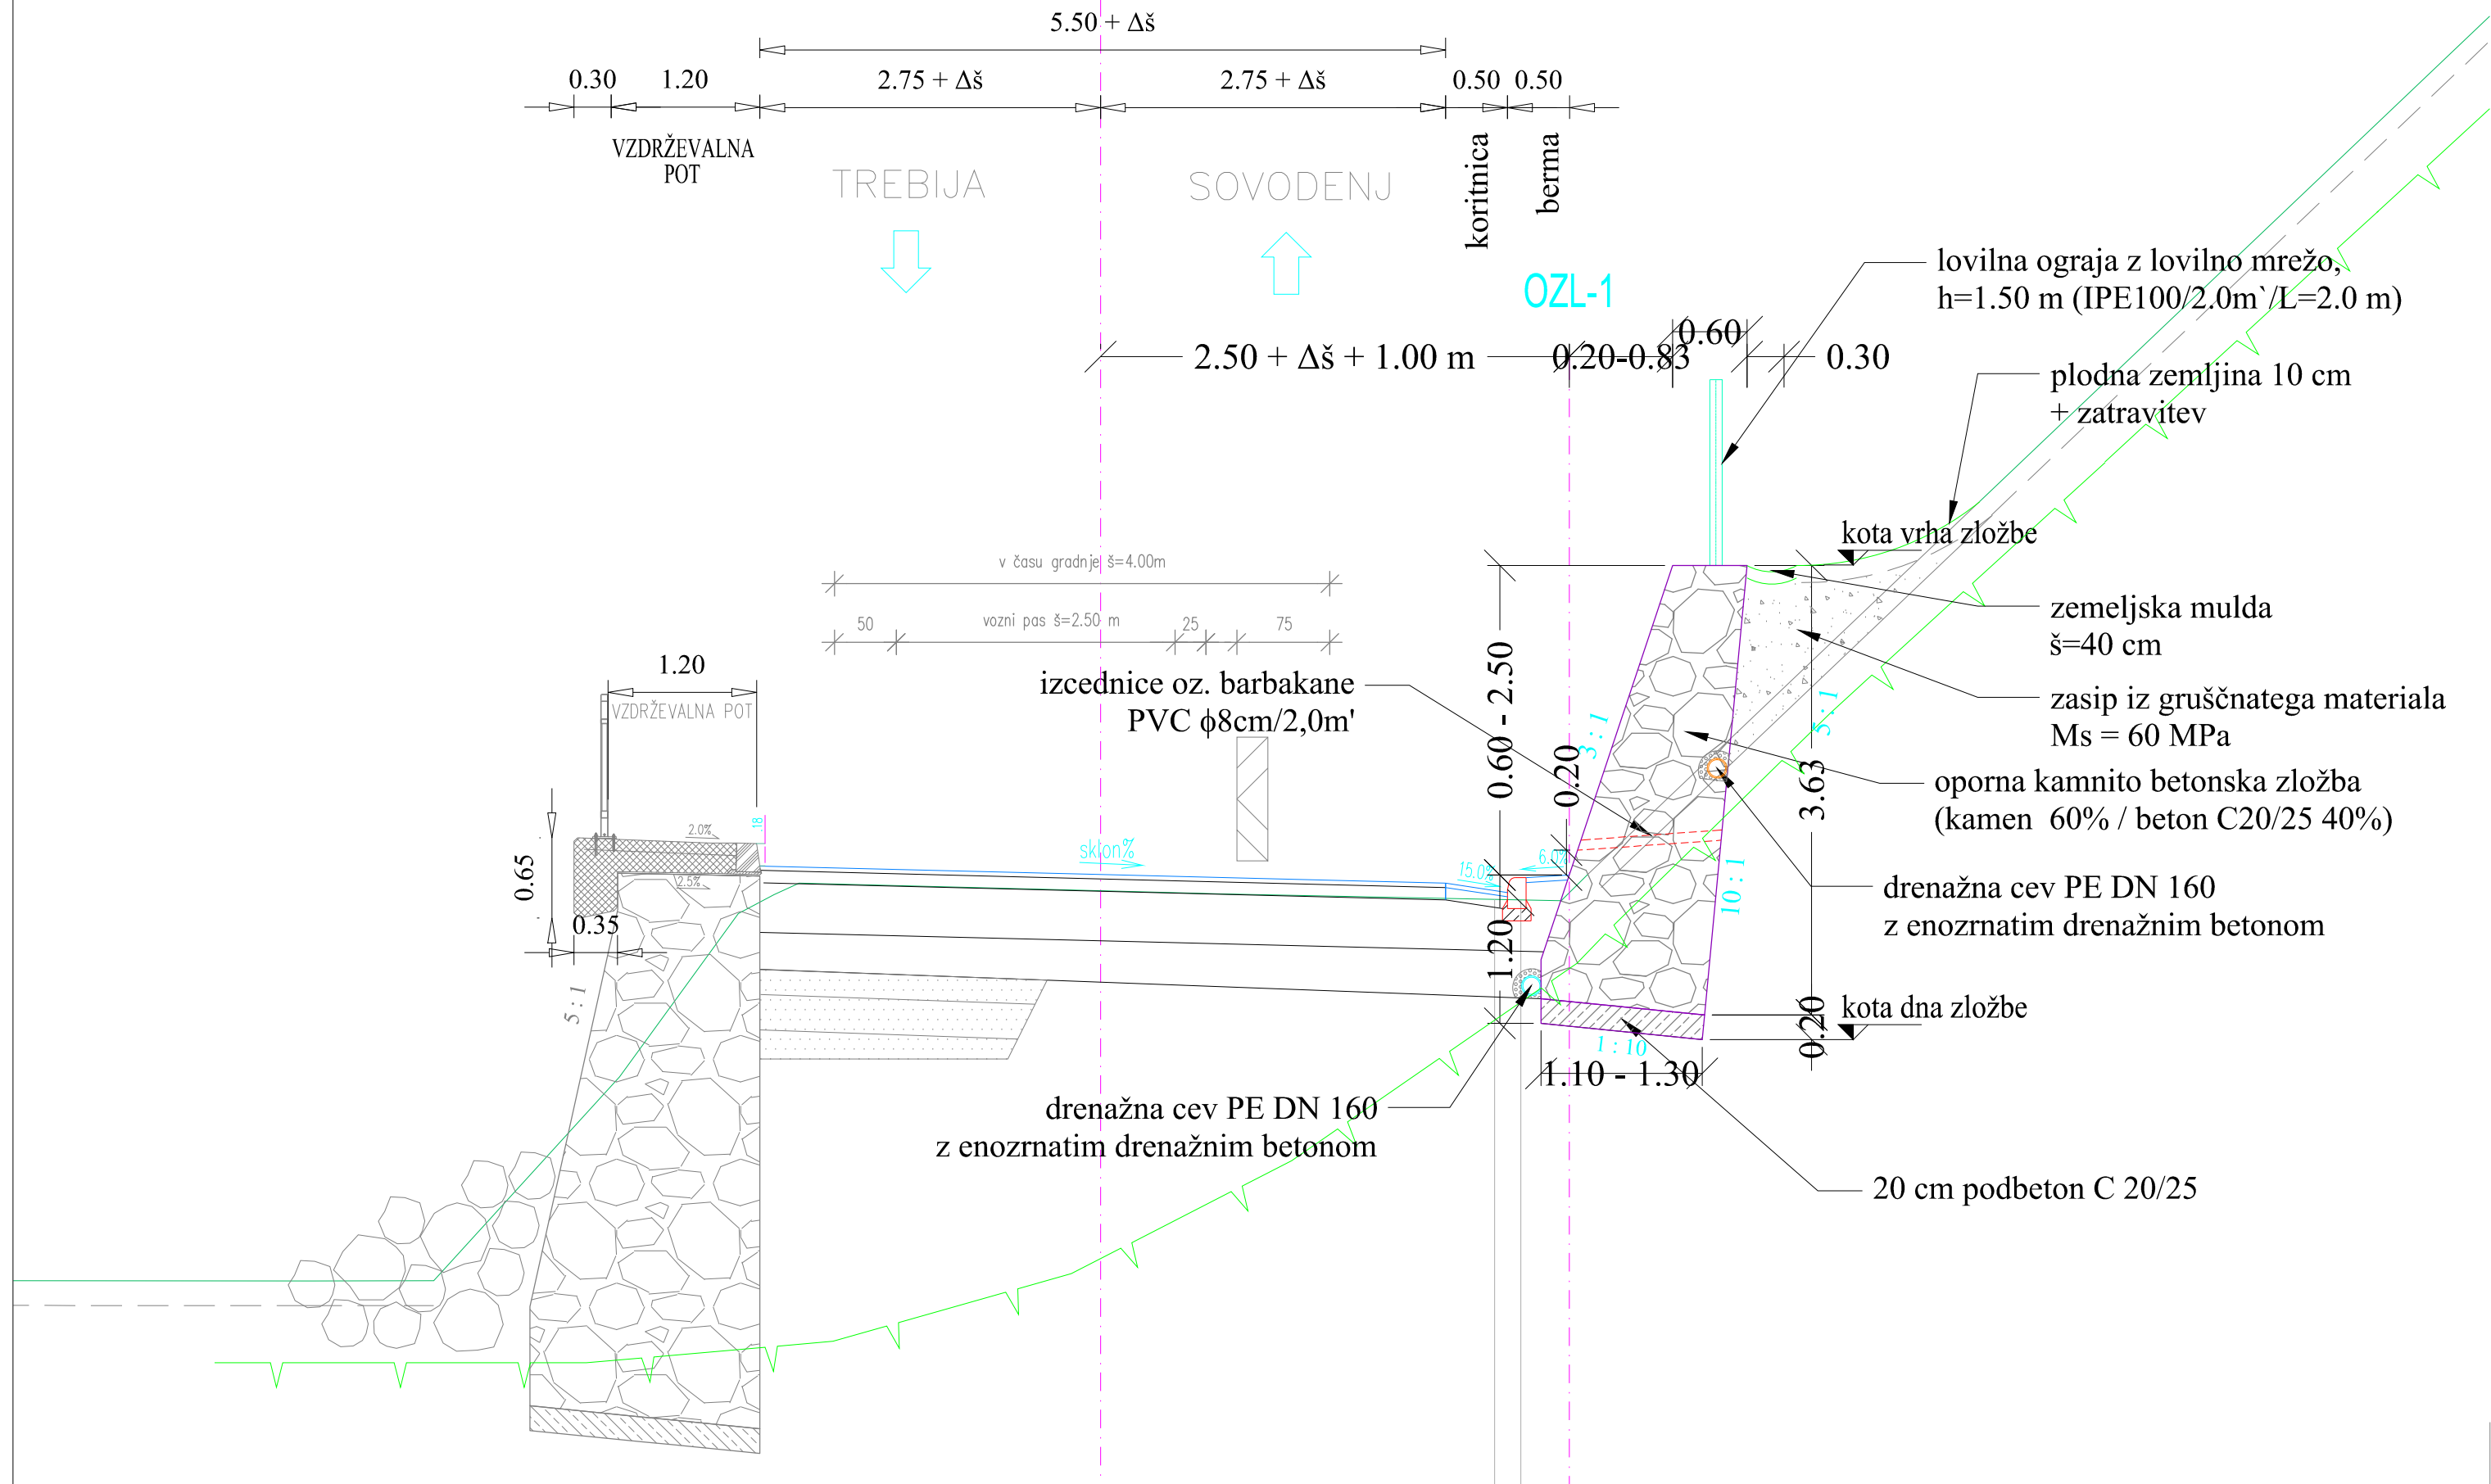 5.50 + Δš
0.30
1.20
2.75 + Δš
2.75 + Δš
0.50
0.50
VZDRŽEVALNA
POT
TREBIJA
SOVODENJ
koritnica
berma
OZL-1
lovilna ograja z lovilno mrežo,
h=1.50 m (IPE100/2.0m`/L=2.0 m)
0.60
2.50 + Δš + 1.00 m
0.20-0.83
0.30
plodna zemljina 10 cm
+ zatravitev
kota vrha zložbe
v času gradnje š=4.00m
50
vozni pas š=2.50 m
25
75
zemeljska mulda
š=40 cm
1.20
VZDRŽEVALNA POT
izcednice oz. barbakane
PVC ϕ8cm/2,0m'
0.60 - 2.50
3 : 1
0.20
5 : 1
zasip iz gruščnatega materiala
Ms = 60 MPa
3.63
oporna kamnito betonska zložba
(kamen 60% / beton C20/25 40%)
2.0%
18
sklon%
15.0%
6.0%
0.65
2.5%
10 : 1
drenažna cev PE DN 160
z enozrnatim drenažnim betonom
0.35
1.20
5 : 1
0.20
kota dna zložbe
1 : 10
1.10 - 1.30
drenažna cev PE DN 160
z enozrnatim drenažnim betonom
20 cm podbeton C 20/25